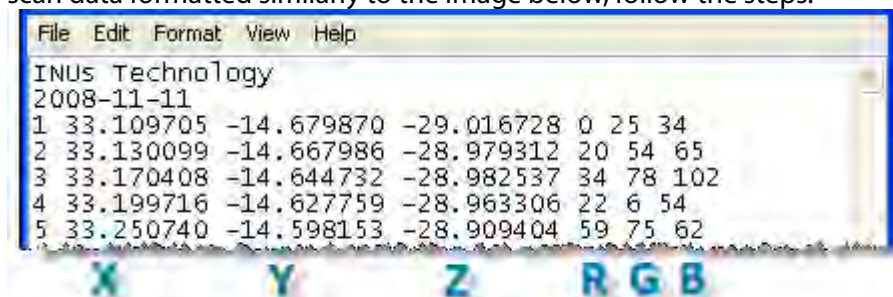 scan data formatted similarly to the image below, follow the steps.
File Edit Format View Help
INUs Technology
2008-11-11
1 33.109705 -14.679870 -29.016728 0 25 34
2 33.130099 -14.667986 -28.979312 20 54 65
3 33.170408 -14.644732 -28.982537 34 78 102
4 33.199716 -14.627759 -28.963306 22 6 54
5 33.250740 -14.598153 -28.909404 59 75 62
X Y Z R G B